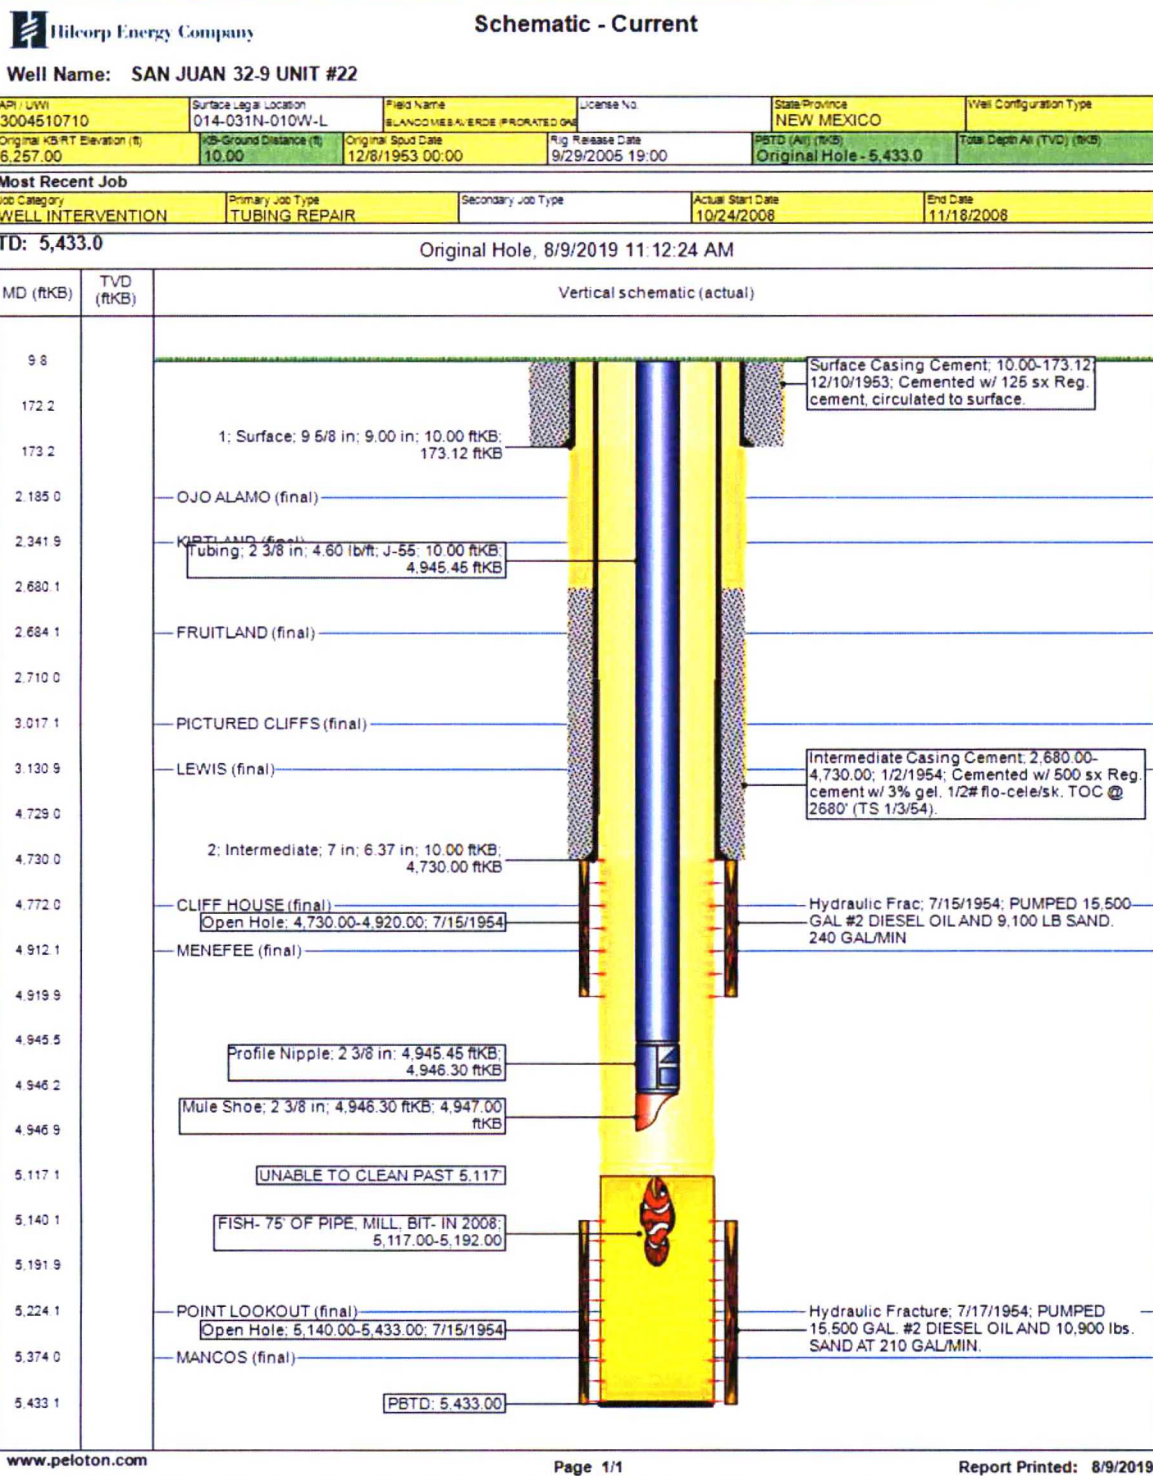 Hilcorp Energy Company
Schematic - Current
Well Name: SAN JUAN 32-9 UNIT #22
API / UWI
3004510710
Surface Legal Location
014-031N-010W-L
Field Name
BLANCO MESAVERDE (PRORATED GAS
License No.
State/Province
NEW MEXICO
Well Configuration Type
Original KB/RT Elevation (ft)
6,257.00
KB-Ground Distance (ft)
10.00
Original Spud Date
12/8/1953 00:00
Rig Release Date
9/29/2005 19:00
PBTD (All) (ftKB)
Original Hole - 5,433.0
Total Depth All (TVD) (ftKB)
Most Recent Job
Job Category
WELL INTERVENTION
Primary Job Type
TUBING REPAIR
Secondary Job Type
Actual Start Date
10/24/2008
End Date
11/18/2008
TD: 5,433.0
Original Hole, 8/9/2019 11:12:24 AM
MD (ftKB)
TVD
(ftKB)
Vertical schematic (actual)
9.8
Surface Casing Cement; 10.00-173.12;
12/10/1953; Cemented w/ 125 sx Reg.
cement, circulated to surface.
172.2
1; Surface; 9 5/8 in; 9.00 in; 10.00 ftKB;
173.12 ftKB
173.2
2,185.0
OJO ALAMO (final)
2,341.9
KIRTLAND (final)
Tubing; 2 3/8 in; 4.60 lb/ft; J-55; 10.00 ftKB;
4,945.45 ftKB
2,680.1
2,684.1
FRUITLAND (final)
2,710.0
3,017.1
PICTURED CLIFFS (final)
3,130.9
LEWIS (final)
Intermediate Casing Cement; 2,680.00-
4,730.00; 1/2/1954; Cemented w/ 500 sx Reg.
cement w/ 3% gel, 1/2# flo-cele/sk. TOC @
2680' (TS 1/3/54).
4,729.0
4,730.0
2; Intermediate; 7 in; 6.37 in; 10.00 ftKB;
4,730.00 ftKB
4,772.0
CLIFF HOUSE (final)
Open Hole; 4,730.00-4,920.00; 7/15/1954
Hydraulic Frac; 7/15/1954; PUMPED 15,500
GAL #2 DIESEL OIL AND 9,100 LB SAND.
240 GAL/MIN
4,912.1
MENEFEE (final)
4,919.9
4,945.5
Profile Nipple; 2 3/8 in; 4,945.45 ftKB;
4,946.30 ftKB
4,946.2
Mule Shoe; 2 3/8 in; 4,946.30 ftKB; 4,947.00
ftKB
4,946.9
5,117.1
UNABLE TO CLEAN PAST 5,117'
5,140.1
FISH- 75' OF PIPE, MILL, BIT- IN 2008;
5,117.00-5,192.00
5,191.9
5,224.1
POINT LOOKOUT (final)
Open Hole; 5,140.00-5,433.00; 7/15/1954
Hydraulic Fracture; 7/17/1954; PUMPED
15,500 GAL. #2 DIESEL OIL AND 10,900 lbs.
SAND AT 210 GAL/MIN.
5,374.0
MANCOS (final)
5,433.1
PBTD; 5,433.00
www.peloton.com
Page 1/1
Report Printed: 8/9/2019